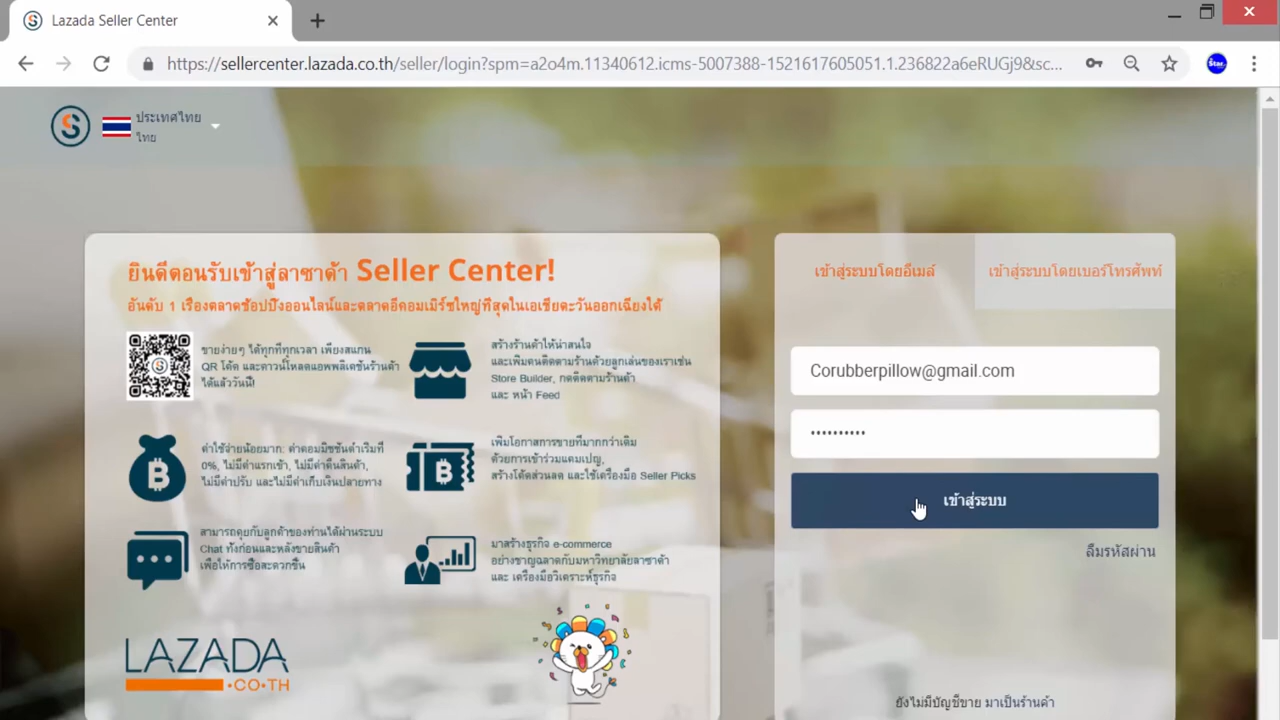 Lazada Seller Center
https://sellercenter.lazada.co.th/seller/login?spm=a2o4m.11340612.icms-5007388-1521617605051.1.236822a6eRUGj9&sc...
Star
ประเทศไทย
ไทย
ยินดีตอนรับเข้าสู่ลาซาด้า Seller Center!
อันดับ 1 เรื่องตลาดช้อปปิ้งออนไลน์และตลาดอีคอมเมิร์ซใหญ่ที่สุดในเอเชียตะวันออกเฉียงใต้
ขายง่ายๆ ได้ทุกที่ทุกเวลา เพียงสแกน
QR โค้ด และดาวน์โหลดแอพพลิเคชั่นร้านค้า
ได้แล้ววันนี้!
สร้างร้านค้าให้น่าสนใจ
และเพิ่มคนติดตามร้านด้วยลูกเล่นของเราเช่น
Store Builder, กดติดตามร้านค้า
และ หน้า Feed
ค่าใช้จ่ายน้อยมาก: ค่าคอมมิชชันต่ำเริ่มที่
0%, ไม่มีค่าแรกเข้า, ไม่มีค่าคืนสินค้า,
ไม่มีค่าปรับ และไม่มีค่าเก็บเงินปลายทาง
เพิ่มโอกาสการขายที่มากกว่าเดิม
ด้วยการเข้าร่วมแคมเปญ,
สร้างโค้ดส่วนลด และใช้เครื่องมือ Seller Picks
สามารถคุยกับลูกค้าของท่านได้ผ่านระบบ
Chat ทั้งก่อนและหลังขายสินค้า
เพื่อให้การซื้อสะดวกขึ้น
มาสร้างธุรกิจ e-commerce
อย่างชาญฉลาดกับมหาวิทยาลัยลาซาด้า
และ เครื่องมือวิเคราะห์ธุรกิจ
LAZADA
.CO.TH
เข้าสู่ระบบโดยอีเมล์
เข้าสู่ระบบโดยเบอร์โทรศัพท์
Corubberpillow@gmail.com
••••••••••
เข้าสู่ระบบ
ลืมรหัสผ่าน
ยังไม่มีบัญชีขาย มาเป็นร้านค้า